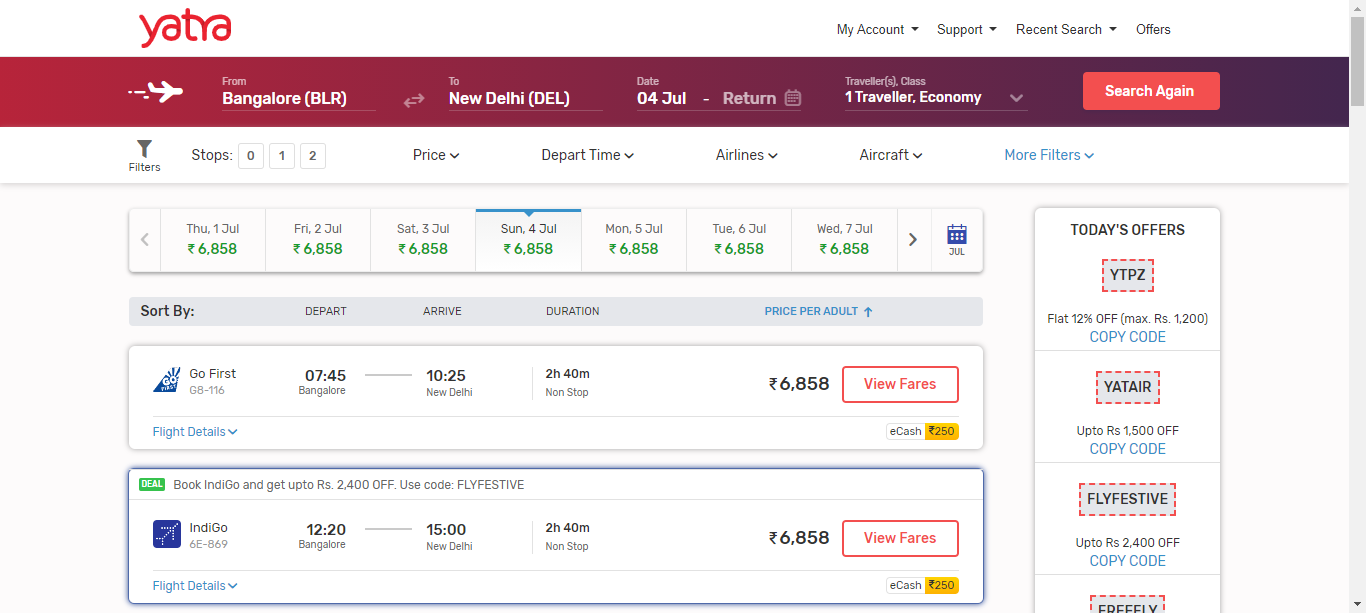 yatra
My Account Support Recent Search Offers
From To Date Traveller(s), Class
Bangalore (BLR) New Delhi (DEL) 04 Jul - Return 1 Traveller, Economy Search Again
Filters Stops: 0 1 2 Price Depart Time Airlines Aircraft More Filters
Thu, 1 Jul Fri, 2 Jul Sat, 3 Jul Sun, 4 Jul Mon, 5 Jul Tue, 6 Jul Wed, 7 Jul
₹ 6,858 ₹ 6,858 ₹ 6,858 ₹ 6,858 ₹ 6,858 ₹ 6,858 ₹ 6,858 JUL
Sort By: DEPART ARRIVE DURATION PRICE PER ADULT ↑
GO FIRST Go First 07:45 10:25 2h 40m ₹6,858 View Fares
G8-116 Bangalore New Delhi Non Stop
Flight Details eCash ₹250
DEAL Book IndiGo and get upto Rs. 2,400 OFF. Use code: FLYFESTIVE
IndiGo 12:20 15:00 2h 40m ₹6,858 View Fares
6E-869 Bangalore New Delhi Non Stop
Flight Details eCash ₹250
TODAY'S OFFERS
YTPZ
Flat 12% OFF (max. Rs. 1,200)
COPY CODE
YATAIR
Upto Rs 1,500 OFF
COPY CODE
FLYFESTIVE
Upto Rs 2,400 OFF
COPY CODE